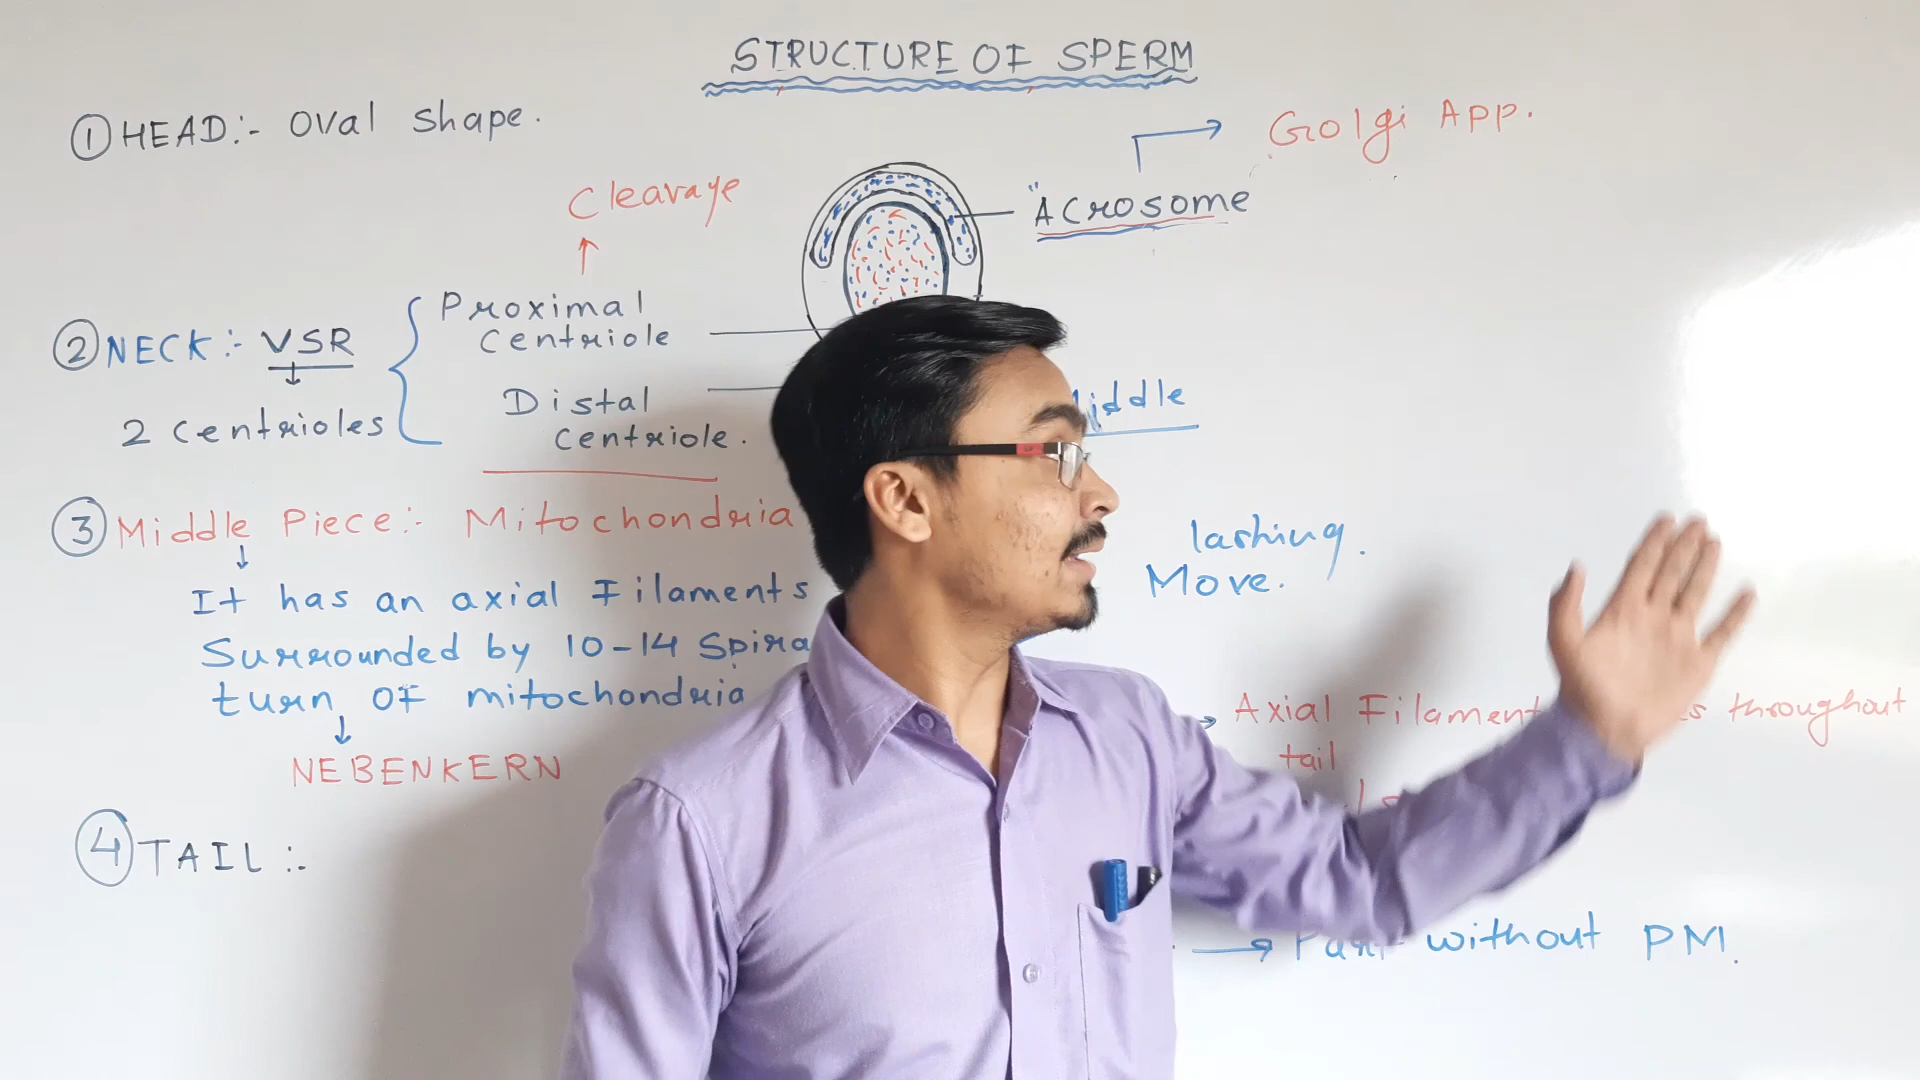 STRUCTURE OF SPERM
① HEAD:- Oval Shape.
Golgi App.
Cleavage
"Acrosome
② NECK:- VSR
2 Centrioles
Proximal
Centriole
Distal
Centriole.
Middle
③ Middle Piece:- Mitochondria
It has an axial Filaments
Surrounded by 10-14 Spira
turn OF mitochondria
NEBENKERN
lashing.
Move.
Axial Filament throughout
tail
④ TAIL:-
Part without PM.